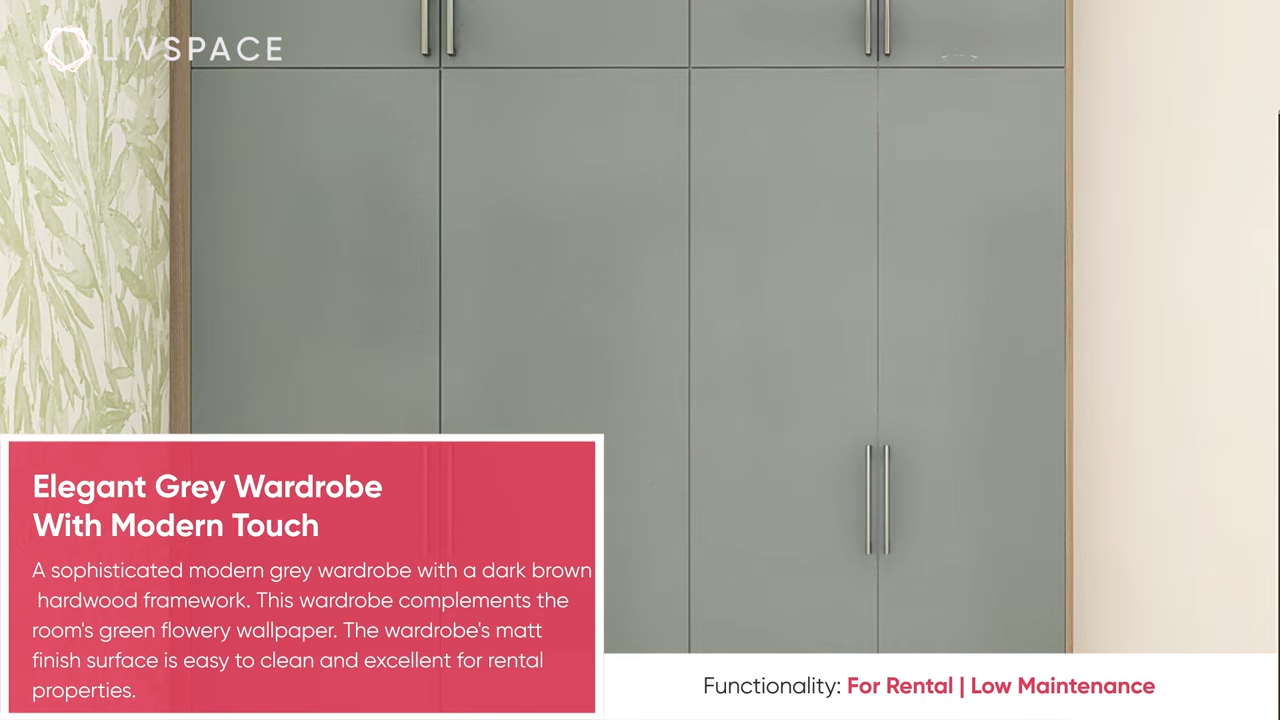 LIVSPACE
Elegant Grey Wardrobe
With Modern Touch
A sophisticated modern grey wardrobe with a dark brown
hardwood framework. This wardrobe complements the
room's green flowery wallpaper. The wardrobe's matt
finish surface is easy to clean and excellent for rental
properties.
Functionality: For Rental | Low Maintenance